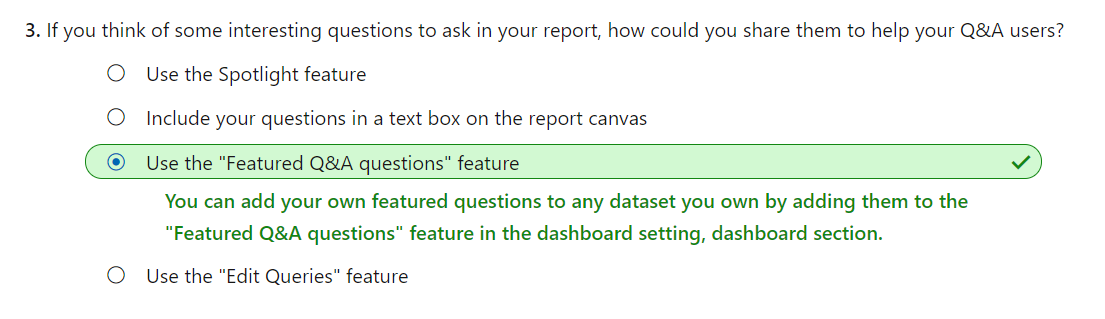 3. If you think of some interesting questions to ask in your report, how could you share them to help your Q&A users?
Use the Spotlight feature
Include your questions in a text box on the report canvas
Use the "Featured Q&A questions" feature
You can add your own featured questions to any dataset you own by adding them to the
"Featured Q&A questions" feature in the dashboard setting, dashboard section.
Use the "Edit Queries" feature